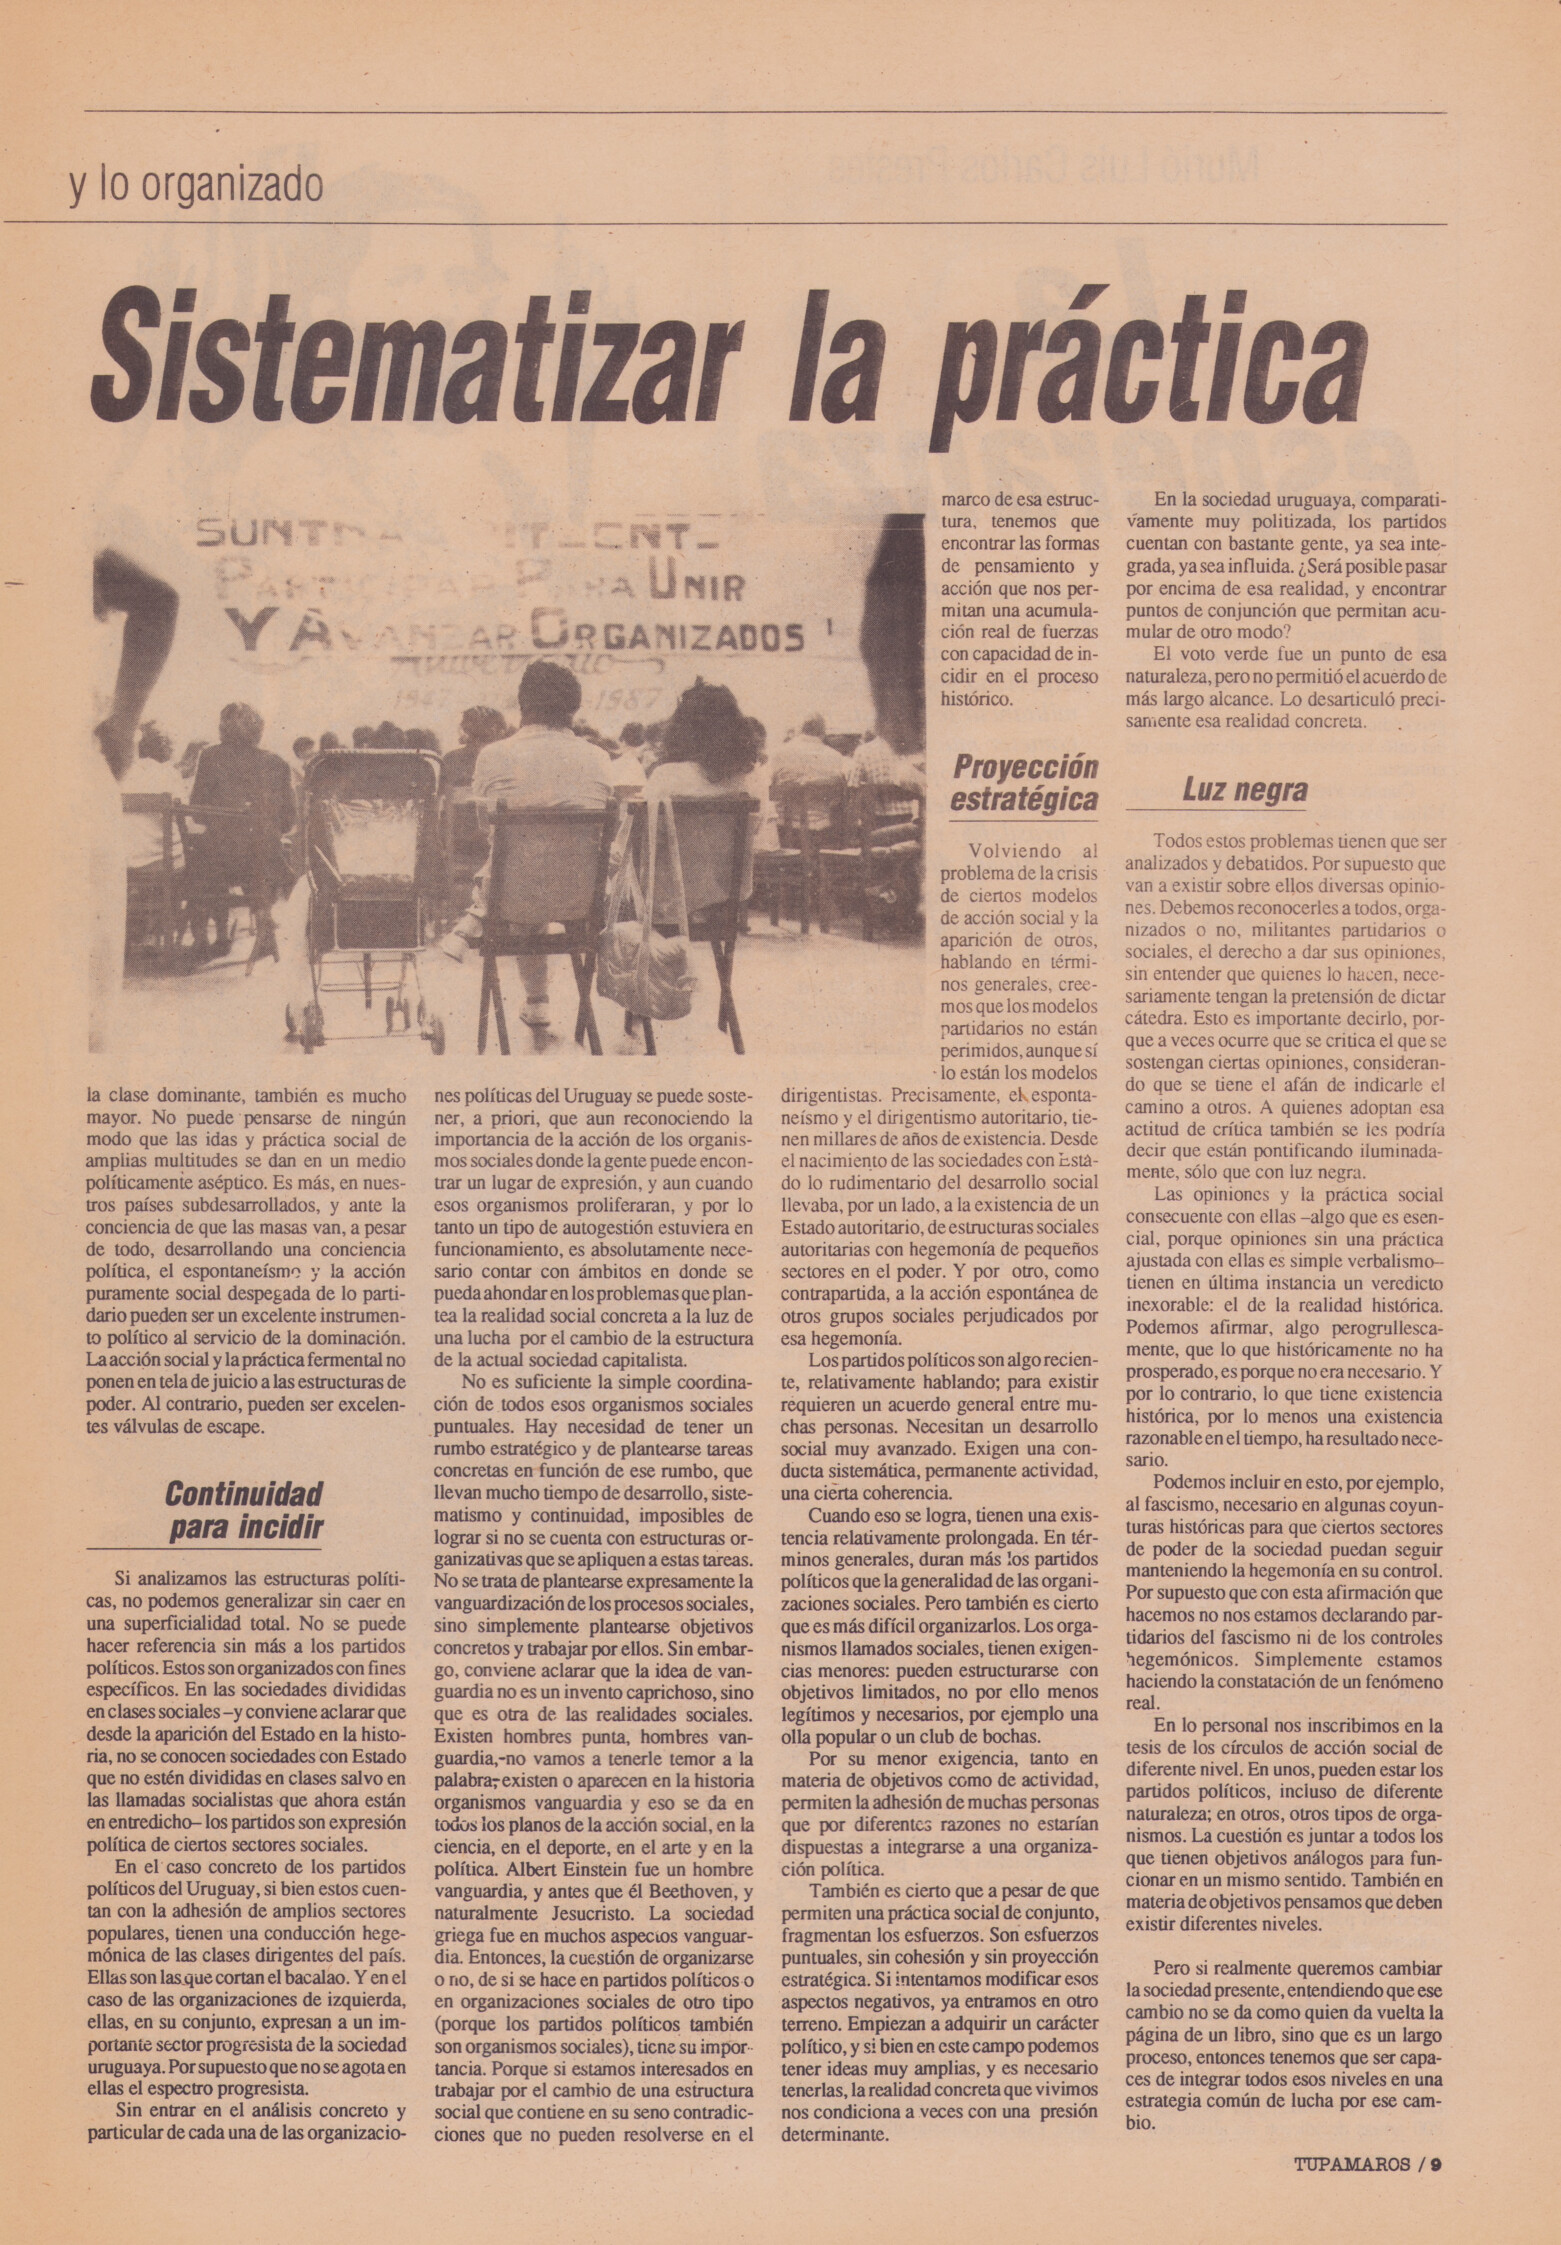 y lo organizado
Sistematizar la práctica
SUNT
CNT
UNIR
Y AVANZAR ORGANIZADOS
1987
la clase dominante, también es mucho
mayor. No puede pensarse de ningún
modo que las idas y práctica social de
amplias multitudes se dan en un medio
políticamente aséptico. Es más, en nues-
tros países subdesarrollados, y ante la
conciencia de que las masas van, a pesar
de todo, desarrollando una conciencia
política, el espontaneísmo y la acción
puramente social despegada de lo parti-
dario pueden ser un excelente instrumen-
to político al servicio de la dominación.
La acción social y la práctica fermental no
ponen en tela de juicio a las estructuras de
poder. Al contrario, pueden ser excelen-
tes válvulas de escape.
Continuidad
para incidir
Si analizamos las estructuras políti-
cas, no podemos generalizar sin caer en
una superficialidad total. No se puede
hacer referencia sin más a los partidos
políticos. Estos son organizados con fines
específicos. En las sociedades divididas
en clases sociales –y conviene aclarar que
desde la aparición del Estado en la histo-
ria, no se conocen sociedades con Estado
que no estén divididas en clases salvo en
las llamadas socialistas que ahora están
en entredicho– los partidos son expresión
política de ciertos sectores sociales.
En el caso concreto de los partidos
políticos del Uruguay, si bien estos cuen-
tan con la adhesión de amplios sectores
populares, tienen una conducción hege-
mónica de las clases dirigentes del país.
Ellas son las que cortan el bacalao. Y en el
caso de las organizaciones de izquierda,
ellas, en su conjunto, expresan a un im-
portante sector progresista de la sociedad
uruguaya. Por supuesto que no se agota en
ellas el espectro progresista.
Sin entrar en el análisis concreto y
particular de cada una de las organizacio-
nes políticas del Uruguay se puede soste-
ner, a priori, que aun reconociendo la
importancia de la acción de los organis-
mos sociales donde la gente puede encon-
trar un lugar de expresión, y aun cuando
esos organismos proliferaran, y por lo
tanto un tipo de autogestión estuviera en
funcionamiento, es absolutamente nece-
sario contar con ámbitos en donde se
pueda ahondar en los problemas que plan-
tea la realidad social concreta a la luz de
una lucha por el cambio de la estructura
de la actual sociedad capitalista.
No es suficiente la simple coordina-
ción de todos esos organismos sociales
puntuales. Hay necesidad de tener un
rumbo estratégico y de plantearse tareas
concretas en función de ese rumbo, que
llevan mucho tiempo de desarrollo, siste-
matismo y continuidad, imposibles de
lograr si no se cuenta con estructuras or-
ganizativas que se apliquen a estas tareas.
No se trata de plantearse expresamente la
vanguardización de los procesos sociales,
sino simplemente plantearse objetivos
concretos y trabajar por ellos. Sin embar-
go, conviene aclarar que la idea de van-
guardia no es un invento caprichoso, sino
que es otra de las realidades sociales.
Existen hombres punta, hombres van-
guardia,-no vamos a tenerle temor a la
palabra; existen o aparecen en la historia
organismos vanguardia y eso se da en
todos los planos de la acción social, en la
ciencia, en el deporte, en el arte y en la
política. Albert Einstein fue un hombre
vanguardia, y antes que él Beethoven, y
naturalmente Jesucristo. La sociedad
griega fue en muchos aspectos vanguar-
dia. Entonces, la cuestión de organizarse
o no, de si se hace en partidos políticos o
en organizaciones sociales de otro tipo
(porque los partidos políticos también
son organismos sociales), tiene su impor-
tancia. Porque si estamos interesados en
trabajar por el cambio de una estructura
social que contiene en su seno contradic-
ciones que no pueden resolverse en el
marco de esa estruc-
tura, tenemos que
encontrar las formas
de pensamiento y
acción que nos per-
mitan una acumula-
ción real de fuerzas
con capacidad de in-
cidir en el proceso
histórico.
Proyección
estratégica
Volviendo al
problema de la crisis
de ciertos modelos
de acción social y la
aparición de otros,
hablando en térmi-
nos generales, cree-
mos que los modelos
partidarios no están
perimidos, aunque sí
lo están los modelos
dirigentistas. Precisamente, el esponta-
neísmo y el dirigentismo autoritario, tie-
nen millares de años de existencia. Desde
el nacimiento de las sociedades con Esta-
do lo rudimentario del desarrollo social
llevaba, por un lado, a la existencia de un
Estado autoritario, de estructuras sociales
autoritarias con hegemonía de pequeños
sectores en el poder. Y por otro, como
contrapartida, a la acción espontánea de
otros grupos sociales perjudicados por
esa hegemonía.
Los partidos políticos son algo recien-
te, relativamente hablando; para existir
requieren un acuerdo general entre mu-
chas personas. Necesitan un desarrollo
social muy avanzado. Exigen una con-
ducta sistemática, permanente actividad,
una cierta coherencia.
Cuando eso se logra, tienen una exis-
tencia relativamente prolongada. En tér-
minos generales, duran más los partidos
políticos que la generalidad de las organi-
zaciones sociales. Pero también es cierto
que es más difícil organizarlos. Los orga-
nismos llamados sociales, tienen exigen-
cias menores: pueden estructurarse con
objetivos limitados, no por ello menos
legítimos y necesarios, por ejemplo una
olla popular o un club de bochas.
Por su menor exigencia, tanto en
materia de objetivos como de actividad,
permiten la adhesión de muchas personas
que por diferentes razones no estarían
dispuestas a integrarse a una organiza-
ción política.
También es cierto que a pesar de que
permiten una práctica social de conjunto,
fragmentan los esfuerzos. Son esfuerzos
puntuales, sin cohesión y sin proyección
estratégica. Si intentamos modificar esos
aspectos negativos, ya entramos en otro
terreno. Empiezan a adquirir un carácter
político, y si bien en este campo podemos
tener ideas muy amplias, y es necesario
tenerlas, la realidad concreta que vivimos
nos condiciona a veces con una presión
determinante.
En la sociedad uruguaya, comparati-
vamente muy politizada, los partidos
cuentan con bastante gente, ya sea inte-
grada, ya sea influida. ¿Será posible pasar
por encima de esa realidad, y encontrar
puntos de conjunción que permitan acu-
mular de otro modo?
El voto verde fue un punto de esa
naturaleza, pero no permitió el acuerdo de
más largo alcance. Lo desarticuló preci-
samente esa realidad concreta.
Luz negra
Todos estos problemas tienen que ser
analizados y debatidos. Por supuesto que
van a existir sobre ellos diversas opinio-
nes. Debemos reconocerles a todos, orga-
nizados o no, militantes partidarios o
sociales, el derecho a dar sus opiniones,
sin entender que quienes lo hacen, nece-
sariamente tengan la pretensión de dictar
cátedra. Esto es importante decirlo, por-
que a veces ocurre que se critica el que se
sostengan ciertas opiniones, consideran-
do que se tiene el afán de indicarle el
camino a otros. A quienes adoptan esa
actitud de crítica también se les podría
decir que están pontificando iluminada-
mente, sólo que con luz negra.
Las opiniones y la práctica social
consecuente con ellas –algo que es esen-
cial, porque opiniones sin una práctica
ajustada con ellas es simple verbalismo–
tienen en última instancia un veredicto
inexorable: el de la realidad histórica.
Podemos afirmar, algo perogrullesca-
mente, que lo que históricamente no ha
prosperado, es porque no era necesario. Y
por lo contrario, lo que tiene existencia
histórica, por lo menos una existencia
razonable en el tiempo, ha resultado nece-
sario.
Podemos incluir en esto, por ejemplo,
al fascismo, necesario en algunas coyun-
turas históricas para que ciertos sectores
de poder de la sociedad puedan seguir
manteniendo la hegemonía en su control.
Por supuesto que con esta afirmación que
hacemos no nos estamos declarando par-
tidarios del fascismo ni de los controles
hegemónicos. Simplemente estamos
haciendo la constatación de un fenómeno
real.
En lo personal nos inscribimos en la
tesis de los círculos de acción social de
diferente nivel. En unos, pueden estar los
partidos políticos, incluso de diferente
naturaleza; en otros, otros tipos de orga-
nismos. La cuestión es juntar a todos los
que tienen objetivos análogos para fun-
cionar en un mismo sentido. También en
materia de objetivos pensamos que deben
existir diferentes niveles.
Pero si realmente queremos cambiar
la sociedad presente, entendiendo que ese
cambio no se da como quien da vuelta la
página de un libro, sino que es un largo
proceso, entonces tenemos que ser capa-
ces de integrar todos esos niveles en una
estrategia común de lucha por ese cam-
bio.
TUPAMAROS / 9